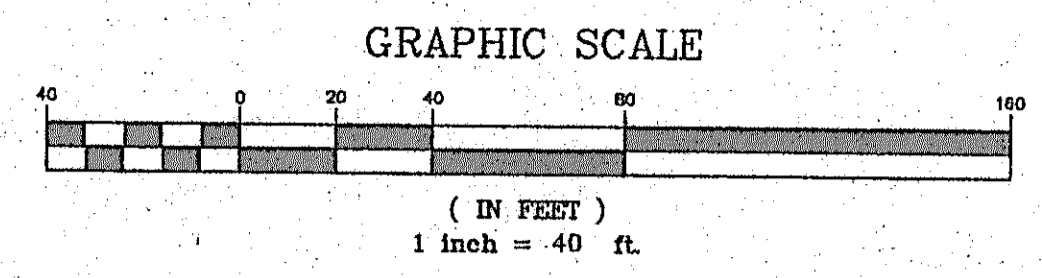 GRAPHIC SCALE
40 0 20 40 80 160
( IN FEET )
1 inch = 40 ft.